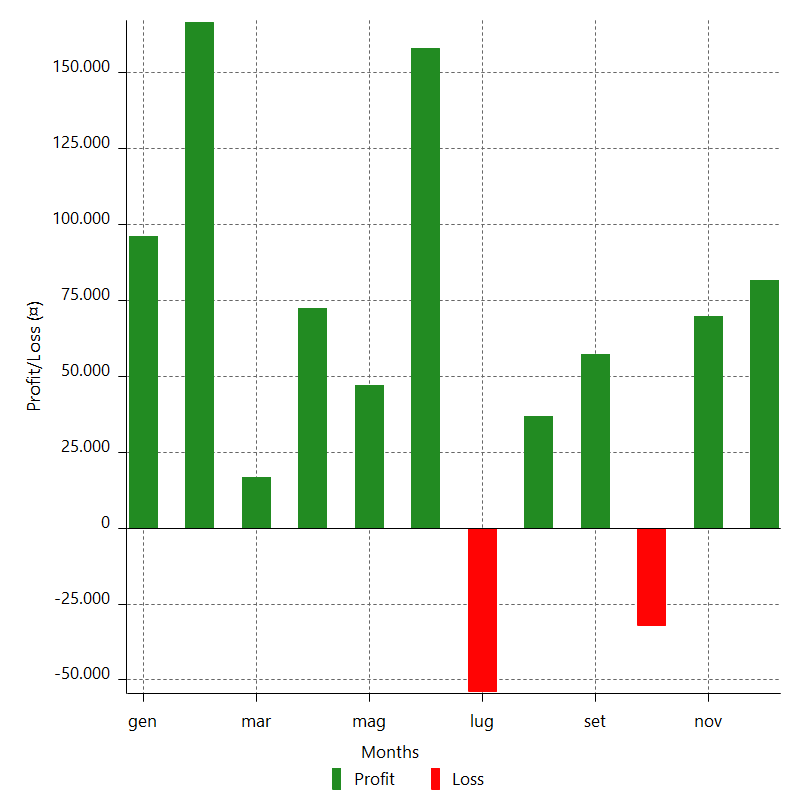 150.000
125.000
100.000
75.000
50.000
25.000
0
-25.000
-50.000
Profit/Loss (¤)
gen mar mag lug set nov
Months
Profit Loss